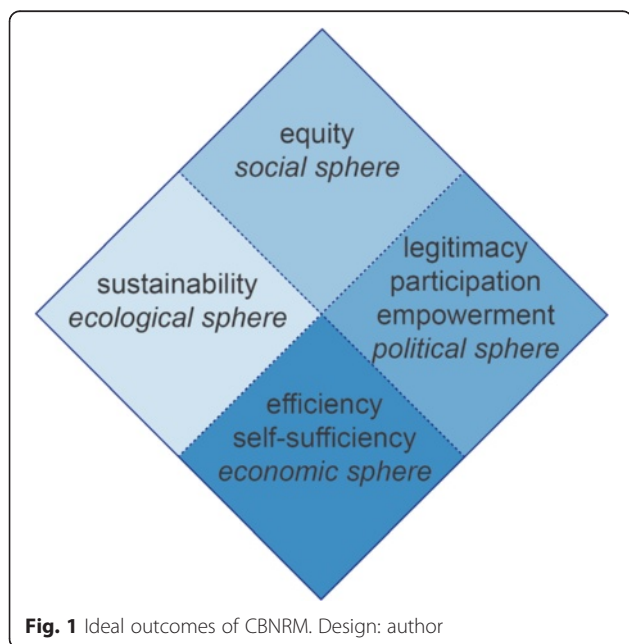 equity
social sphere
sustainability
ecological sphere
legitimacy
participation
empowerment
political sphere
efficiency
self-sufficiency
economic sphere
Fig. 1 Ideal outcomes of CBNRM. Design: author